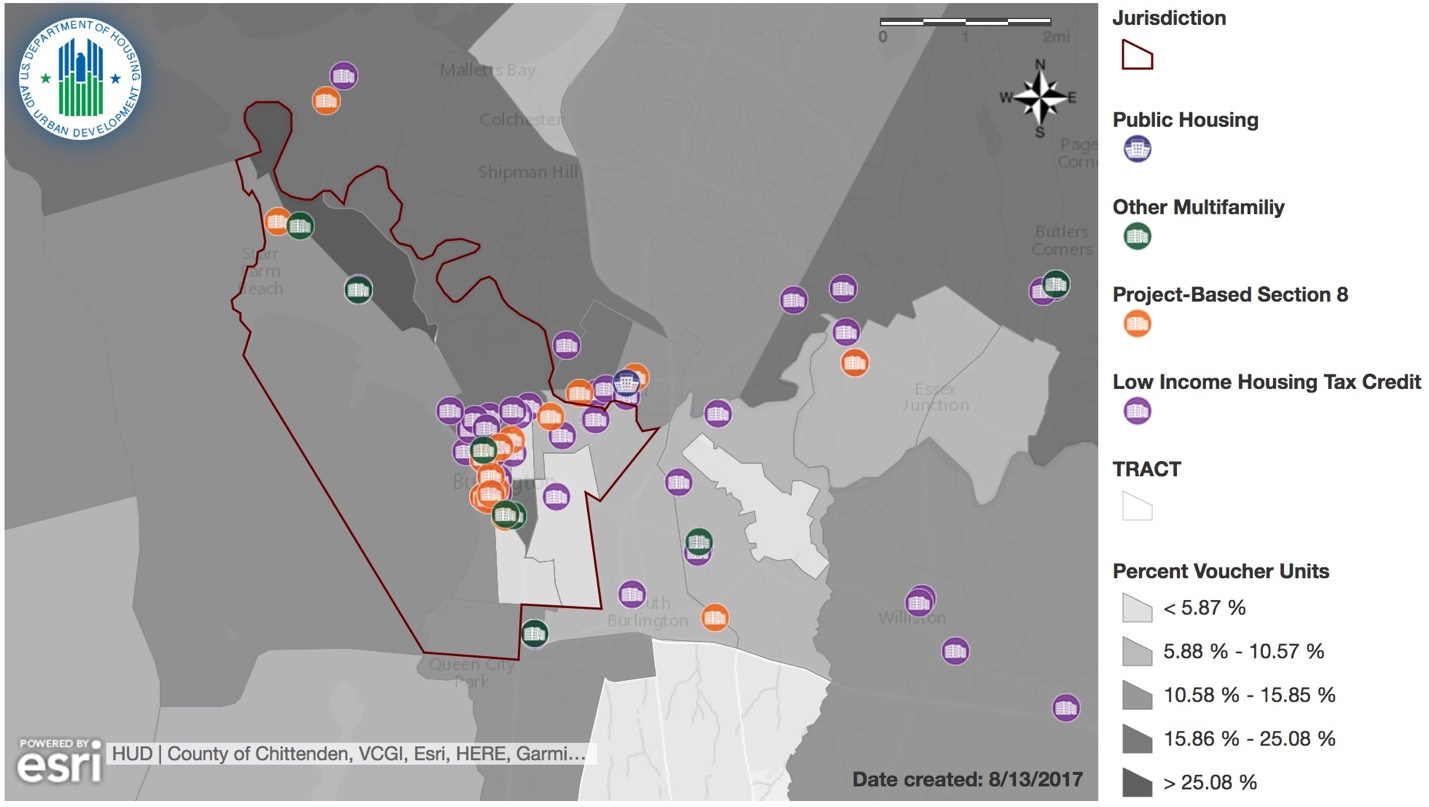 U.S. DEPARTMENT OF HOUSING
AND URBAN DEVELOPMENT
Malletts Bay
Colchester
Shipman Hill
0 1 2mi
N
W E
S
Page
Corn
Butlers
Corners
Starr
Farm
Beach
Essex
Junction
Burlington
uth
Burlington
Williston
Queen City
Park
POWERED BY
esri
HUD | County of Chittenden, VCGI, Esri, HERE, Garmi...
Date created: 8/13/2017
Jurisdiction
Public Housing
Other Multifamiliy
Project-Based Section 8
Low Income Housing Tax Credit
TRACT
Percent Voucher Units
< 5.87 %
5.88 % - 10.57 %
10.58 % - 15.85 %
15.86 % - 25.08 %
> 25.08 %